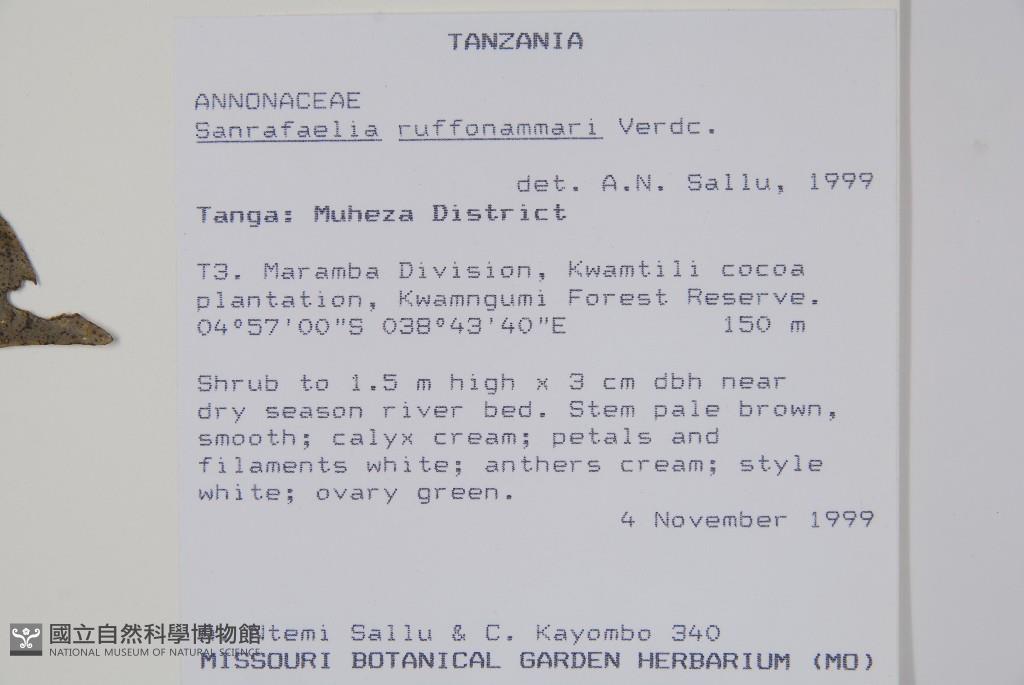 TANZANIA
ANNONACEAE
Sanrafaelia ruffonammari Verdc.
det. A.N. Sallu, 1999
Tanga: Muheza District
T3. Maramba Division, Kwamtili cocoa
plantation, Kwamngumi Forest Reserve.
04°57'00"S 038°43'40"E 150 m
Shrub to 1.5 m high x 3 cm dbh near
dry season river bed. Stem pale brown,
smooth; calyx cream; petals and
filaments white; anthers cream; style
white; ovary green.
4 November 1999
Ntemi Sallu & C. Kayombo 340
MISSOURI BOTANICAL GARDEN HERBARIUM (MO)
國立自然科學博物館
NATIONAL MUSEUM OF NATURAL SCIENCE